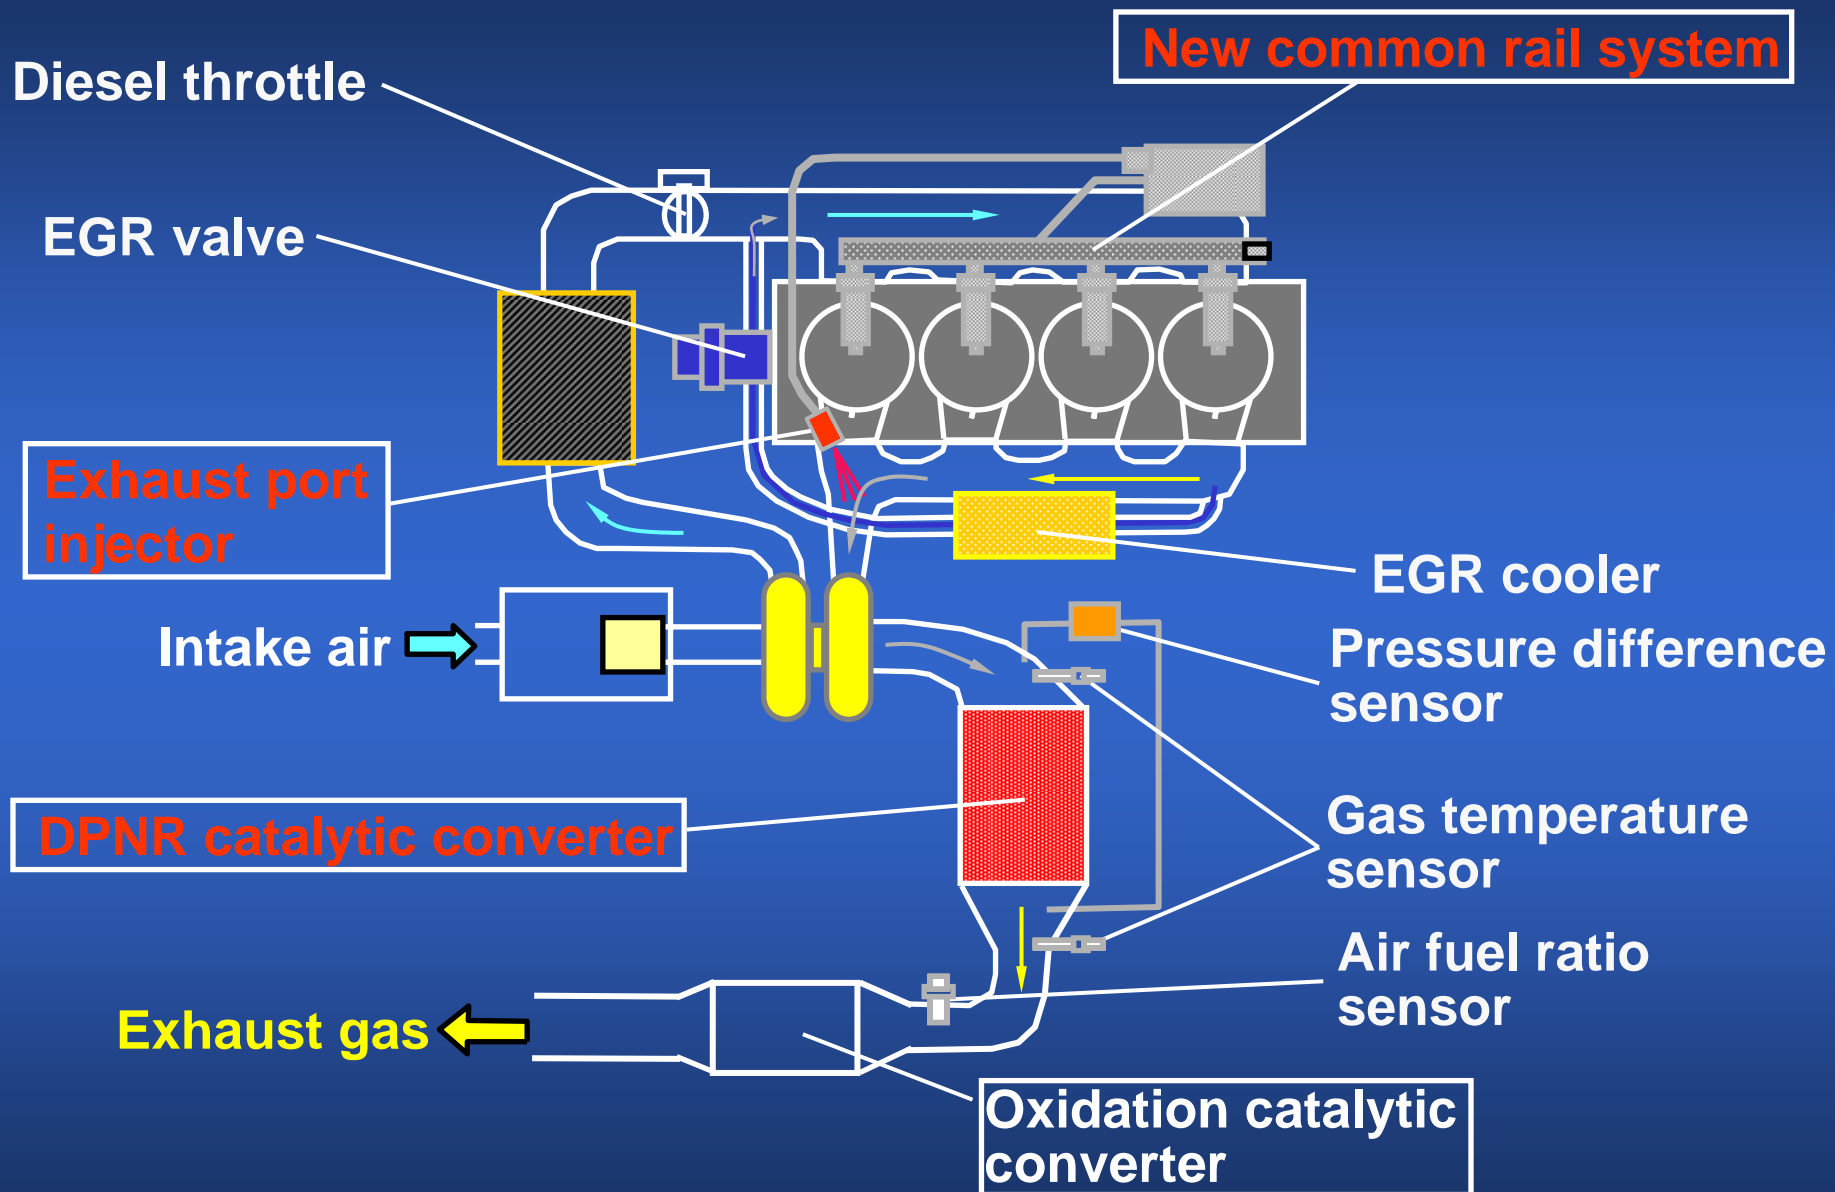 New common rail system
Diesel throttle
EGR valve
Exhaust port
injector
EGR cooler
Intake air
Pressure difference
sensor
DPNR catalytic converter
Gas temperature
sensor
Air fuel ratio
sensor
Exhaust gas
Oxidation catalytic
converter